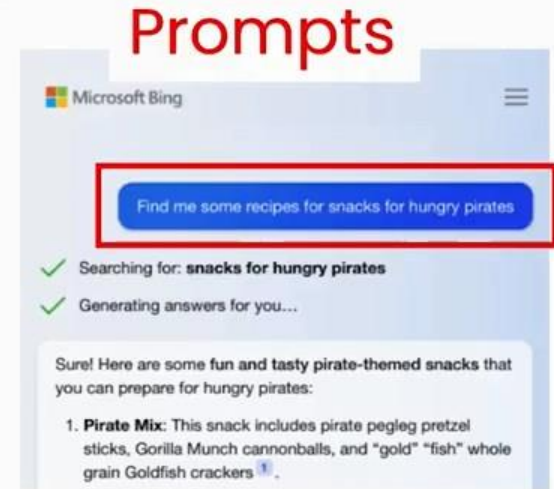 Prompts
Microsoft Bing
Find me some recipes for snacks for hungry pirates
Searching for: snacks for hungry pirates
Generating answers for you...
Sure! Here are some fun and tasty pirate-themed snacks that
you can prepare for hungry pirates:
1. Pirate Mix: This snack includes pirate pegleg pretzel
sticks, Gorilla Munch cannonballs, and “gold” “fish” whole
grain Goldfish crackers 1.